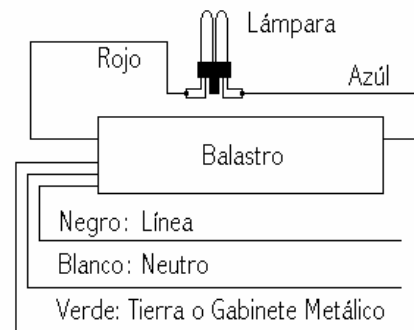 Lámpara
Rojo
Azúl
Balastro
Negro: Línea
Blanco: Neutro
Verde: Tierra o Gabinete Metálico